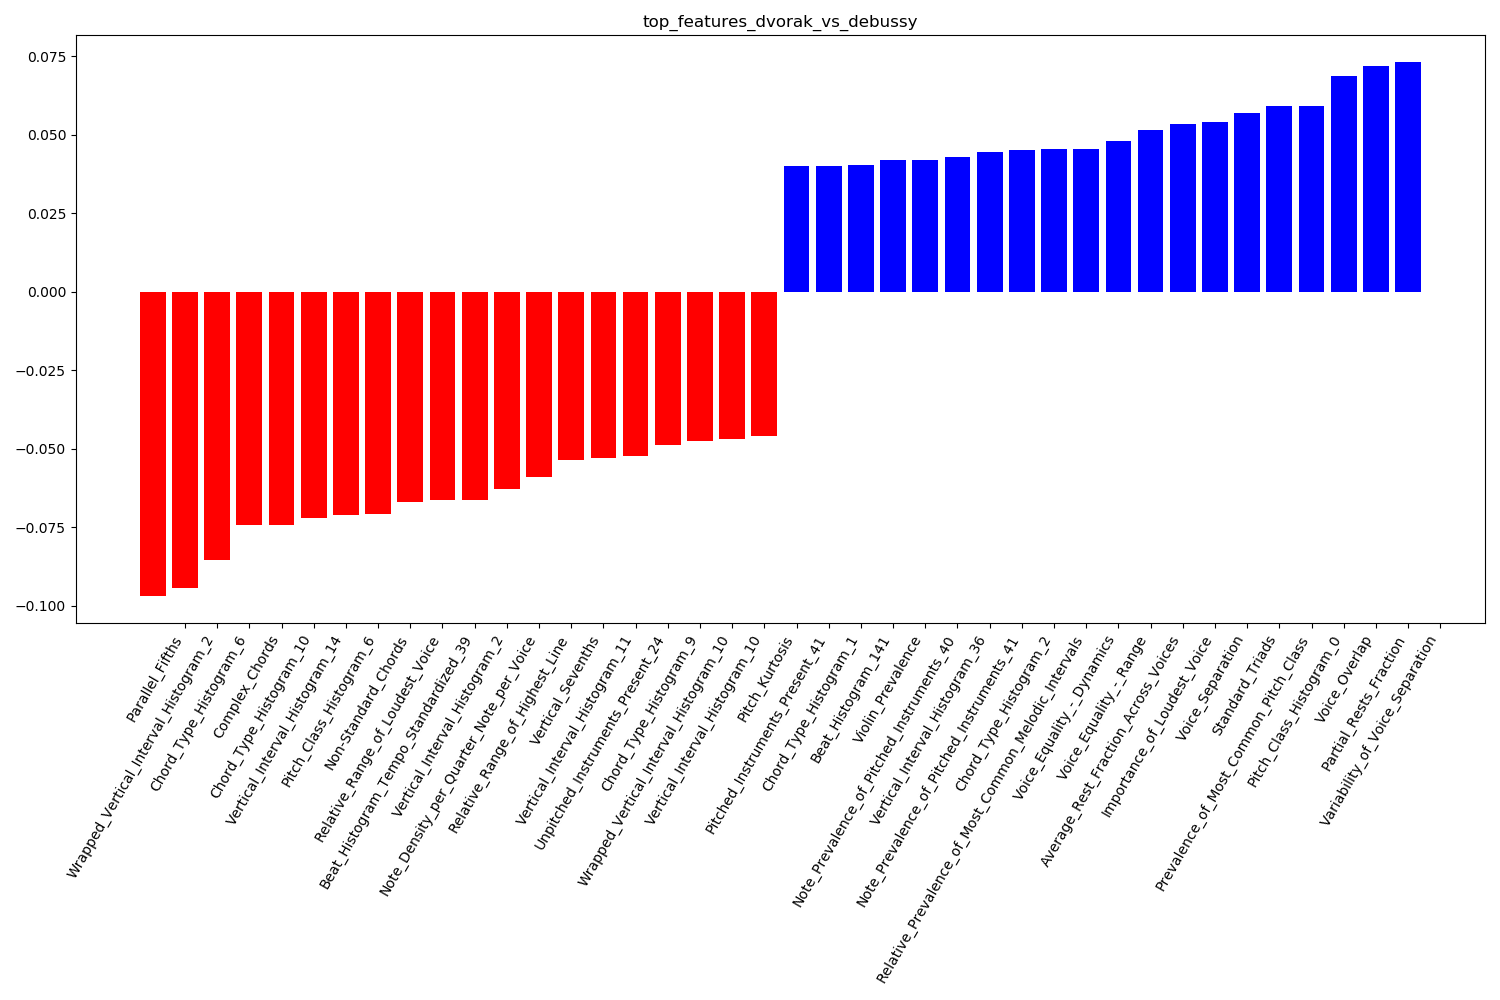 top_features_dvorak_vs_debussy
0.075
0.050
0.025
0.000
−0.025
−0.050
−0.075
−0.100
Parallel_Fifths
Wrapped_Vertical_Interval_Histogram_2
Chord_Type_Histogram_6
Complex_Chords
Chord_Type_Histogram_10
Vertical_Interval_Histogram_14
Pitch_Class_Histogram_6
Non-Standard_Chords
Relative_Range_of_Loudest_Voice
Beat_Histogram_Tempo_Standardized_39
Vertical_Interval_Histogram_2
Note_Density_per_Quarter_Note_per_Voice
Relative_Range_of_Highest_Line
Vertical_Sevenths
Vertical_Interval_Histogram_11
Unpitched_Instruments_Present_24
Chord_Type_Histogram_9
Wrapped_Vertical_Interval_Histogram_10
Vertical_Interval_Histogram_10
Pitch_Kurtosis
Pitched_Instruments_Present_41
Chord_Type_Histogram_1
Beat_Histogram_141
Violin_Prevalence
Note_Prevalence_of_Pitched_Instruments_40
Vertical_Interval_Histogram_36
Note_Prevalence_of_Pitched_Instruments_41
Chord_Type_Histogram_2
Relative_Prevalence_of_Most_Common_Melodic_Intervals
Voice_Equality_-_Dynamics
Voice_Equality_-_Range
Average_Rest_Fraction_Across_Voices
Importance_of_Loudest_Voice
Voice_Separation
Standard_Triads
Prevalence_of_Most_Common_Pitch_Class
Pitch_Class_Histogram_0
Voice_Overlap
Partial_Rests_Fraction
Variability_of_Voice_Separation